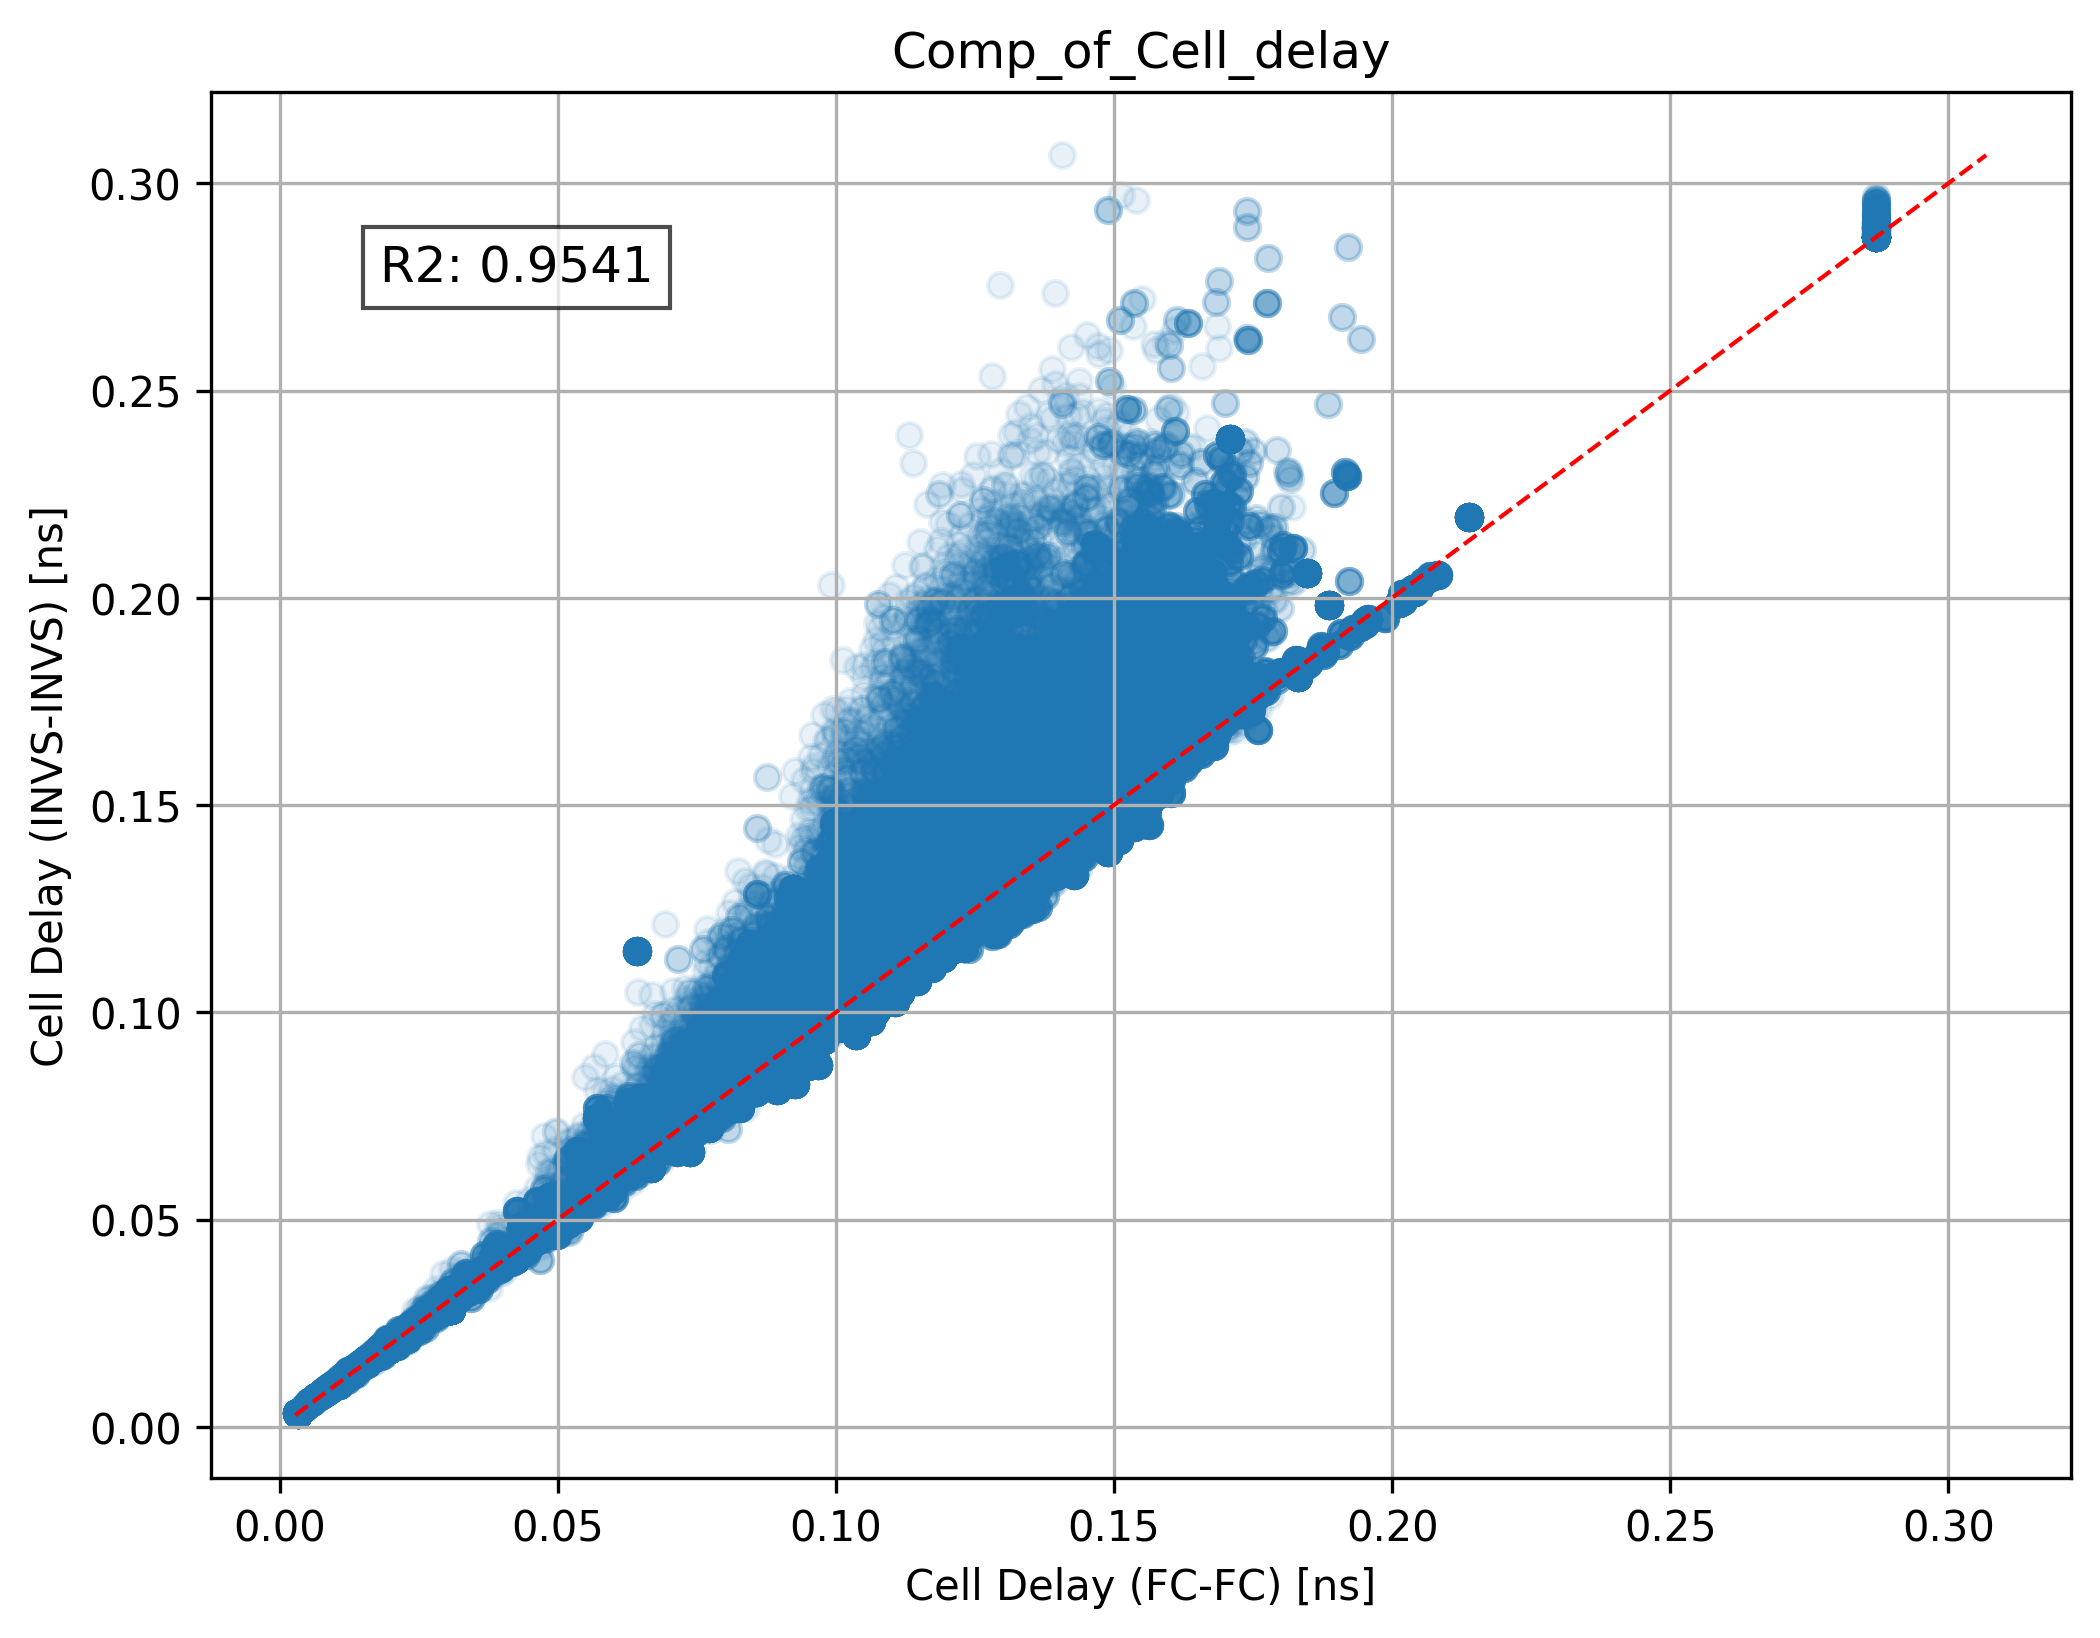 Comp_of_Cell_delay
R2: 0.9541
Cell Delay (INVS-INVS) [ns]
0.30
0.25
0.20
0.15
0.10
0.05
0.00
0.00 0.05 0.10 0.15 0.20 0.25 0.30
Cell Delay (FC-FC) [ns]